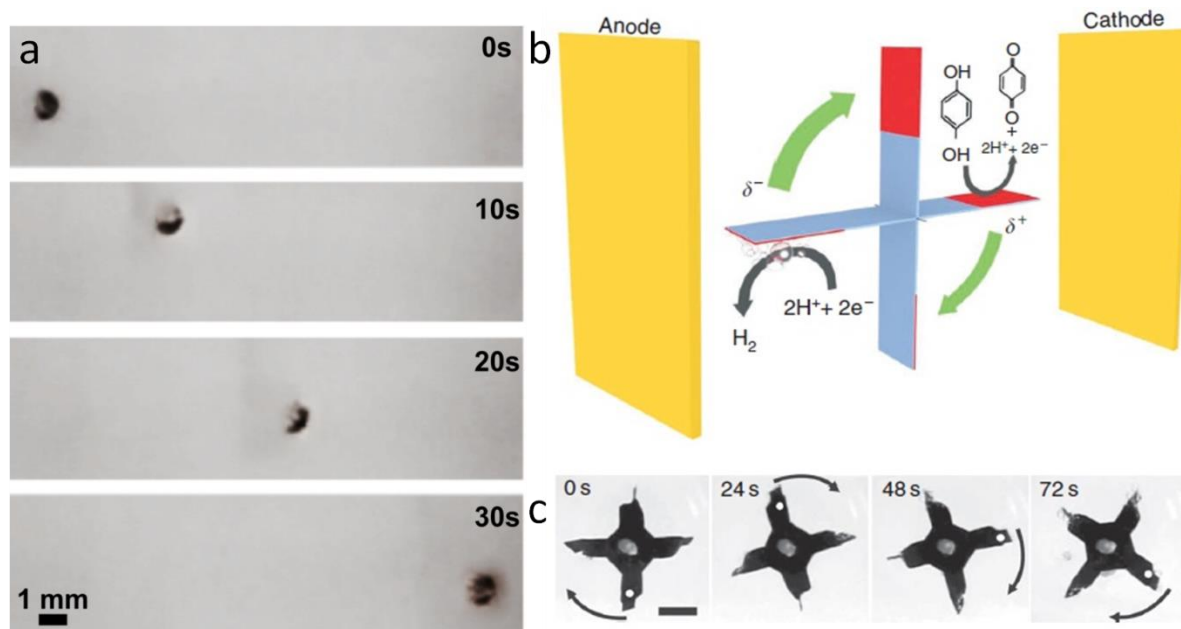 a
0s
10s
20s
30s
1 mm
b
Anode
Cathode
OH
OH
O
O
+
2H⁺+ 2e⁻
δ⁻
δ⁺
2H⁺+ 2e⁻
H₂
c
0 s
24 s
48 s
72 s